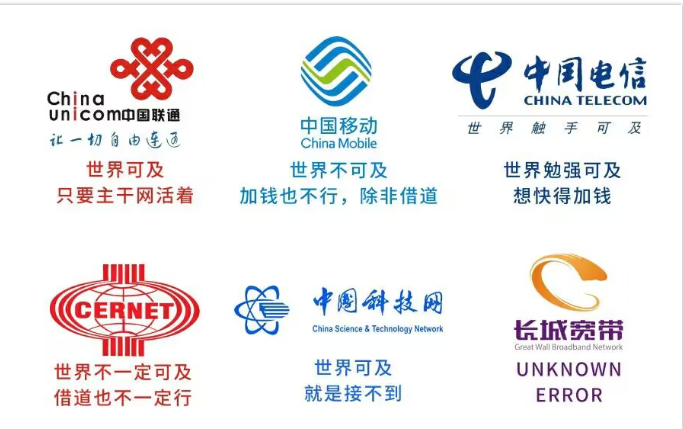 China
unicom中国联通
让一切自由连通
世界可及
只要主干网活着
中国移动
China Mobile
世界不可及
加钱也不行，除非借道
中国电信
CHINA TELECOM
世界触手可及
世界勉强可及
想快得加钱
CERNET
世界不一定可及
借道也不一定行
中国科技网
China Science & Technology Network
世界可及
就是接不到
长城宽带
Great Wall Broadband Network
UNKNOWN
ERROR